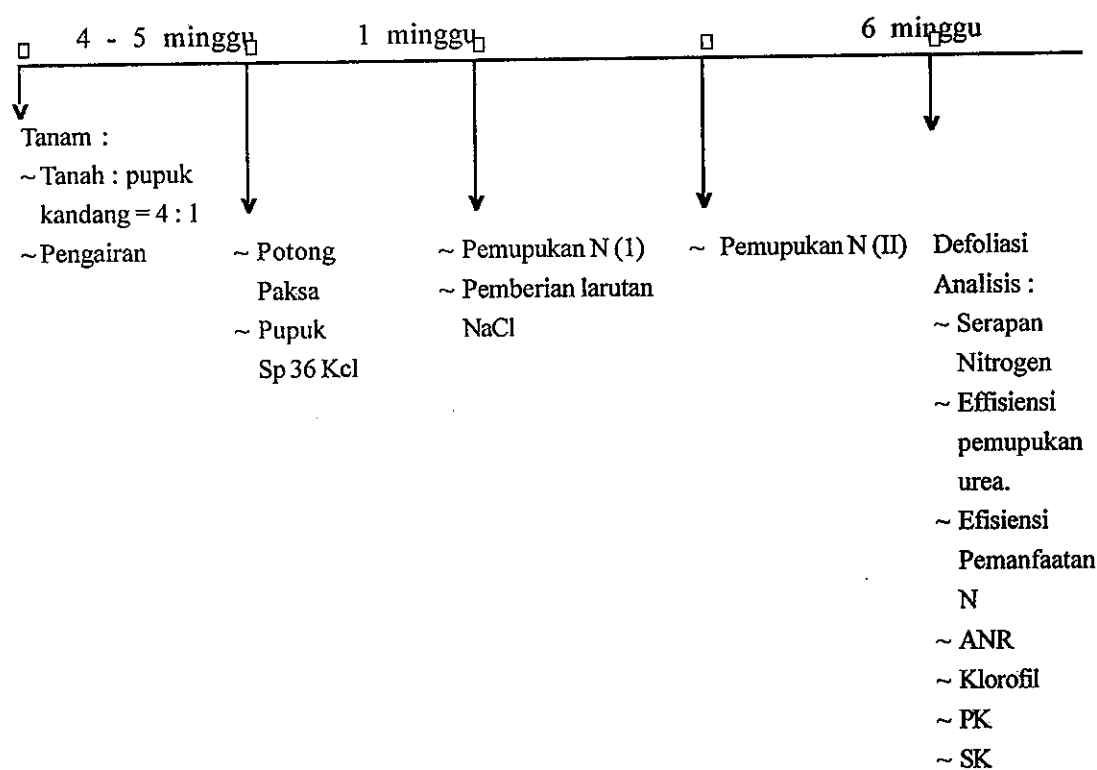 4 - 5 minggu
1 minggu
6 minggu
Tanam :
~ Tanah : pupuk
kandang = 4 : 1
~ Pengairan
~ Potong
Paksa
~ Pupuk
Sp 36 Kcl
~ Pemupukan N (1)
~ Pemberian larutan
NaCl
~ Pemupukan N (II)
Defoliasi
Analisis :
~ Serapan
Nitrogen
~ Effisiensi
pemupukan
urea.
~ Efisiensi
Pemanfaatan
N
~ ANR
~ Klorofil
~ PK
~ SK